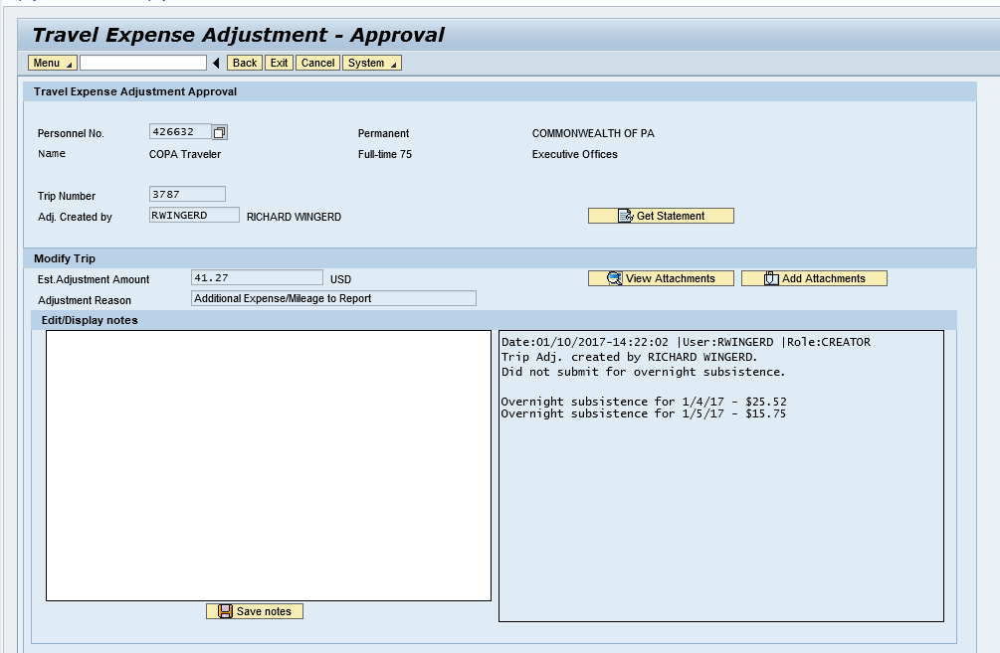 Travel Expense Adjustment - Approval
Menu Back Exit Cancel System
Travel Expense Adjustment Approval
Personnel No. 426632 Permanent COMMONWEALTH OF PA
Name COPA Traveler Full-time 75 Executive Offices
Trip Number 3787
Adj. Created by RWINGERD RICHARD WINGERD Get Statement
Modify Trip
Est.Adjustment Amount 41.27 USD View Attachments Add Attachments
Adjustment Reason Additional Expense/Mileage to Report
Edit/Display notes
Date:01/10/2017-14:22:02 |User:RWINGERD |Role:CREATOR
Trip Adj. created by RICHARD WINGERD.
Did not submit for overnight subsistence.
Overnight subsistence for 1/4/17 - $25.52
Overnight subsistence for 1/5/17 - $15.75
Save notes